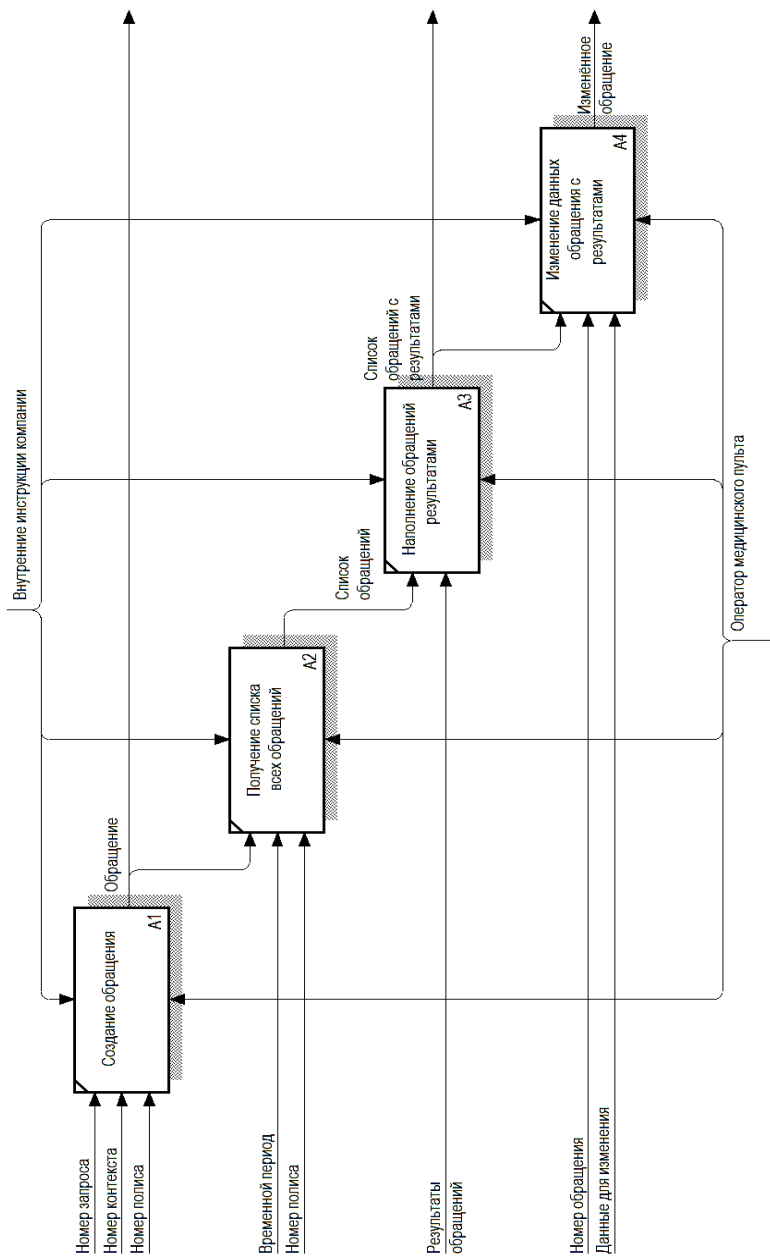 Внутренние инструкции компании
Номер запроса
Номер контекста
Номер полиса
Создание обращения
A1
Обращение
Временной период
Номер полиса
Получение списка
всех обращений
A2
Список
обращений
Результаты
обращений
Наполнение обращений
результатами
A3
Список
обращений с
результатами
Номер обращения
Данные для изменения
Изменение данных
обращения с
результатами
A4
Изменённое
обращение
Оператор медицинского пульта